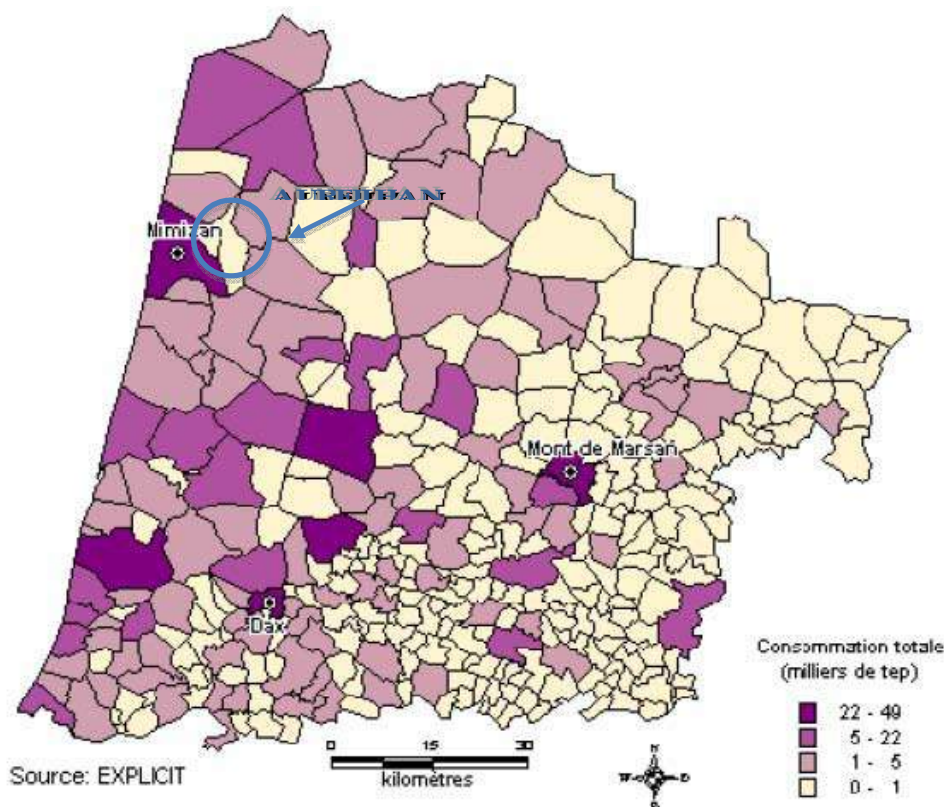 AUREILHAN
Mimizan
Mont de Marsan
Dax
Consommation totale
(milliers de tep)
22 - 49
5 - 22
1 - 5
0 - 1
0 15 30
kilomètres
N
W O
S
Source: EXPLICIT